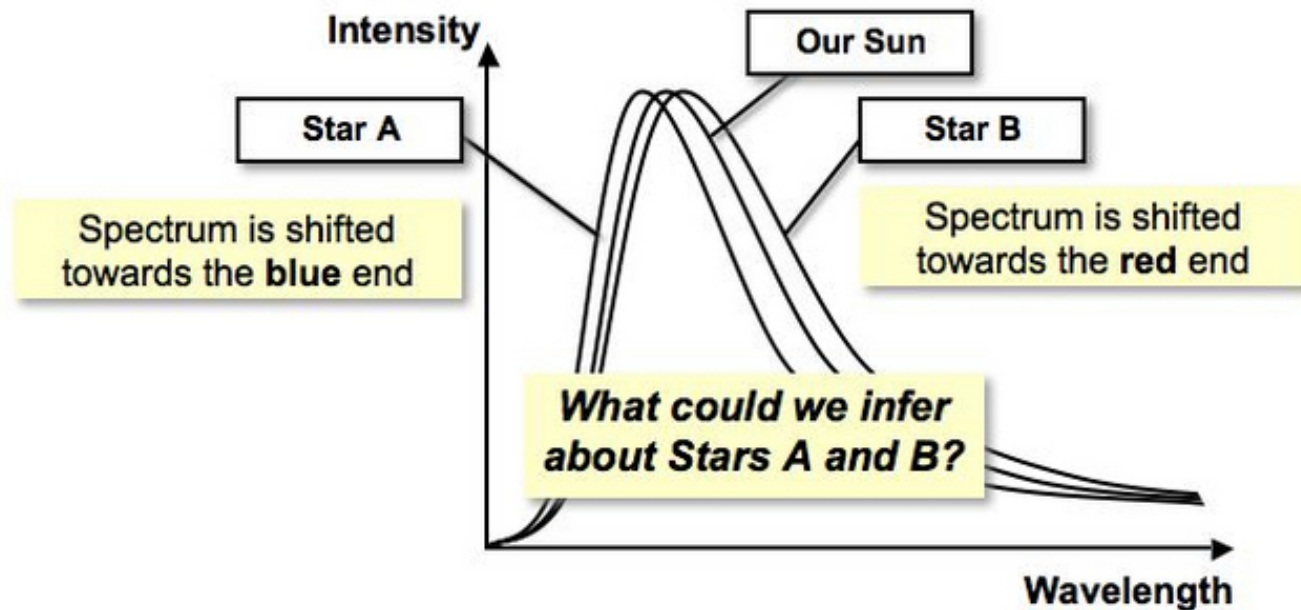 Intensity
Our Sun
Star A
Star B
Spectrum is shifted
towards the blue end
Spectrum is shifted
towards the red end
What could we infer
about Stars A and B?
Wavelength